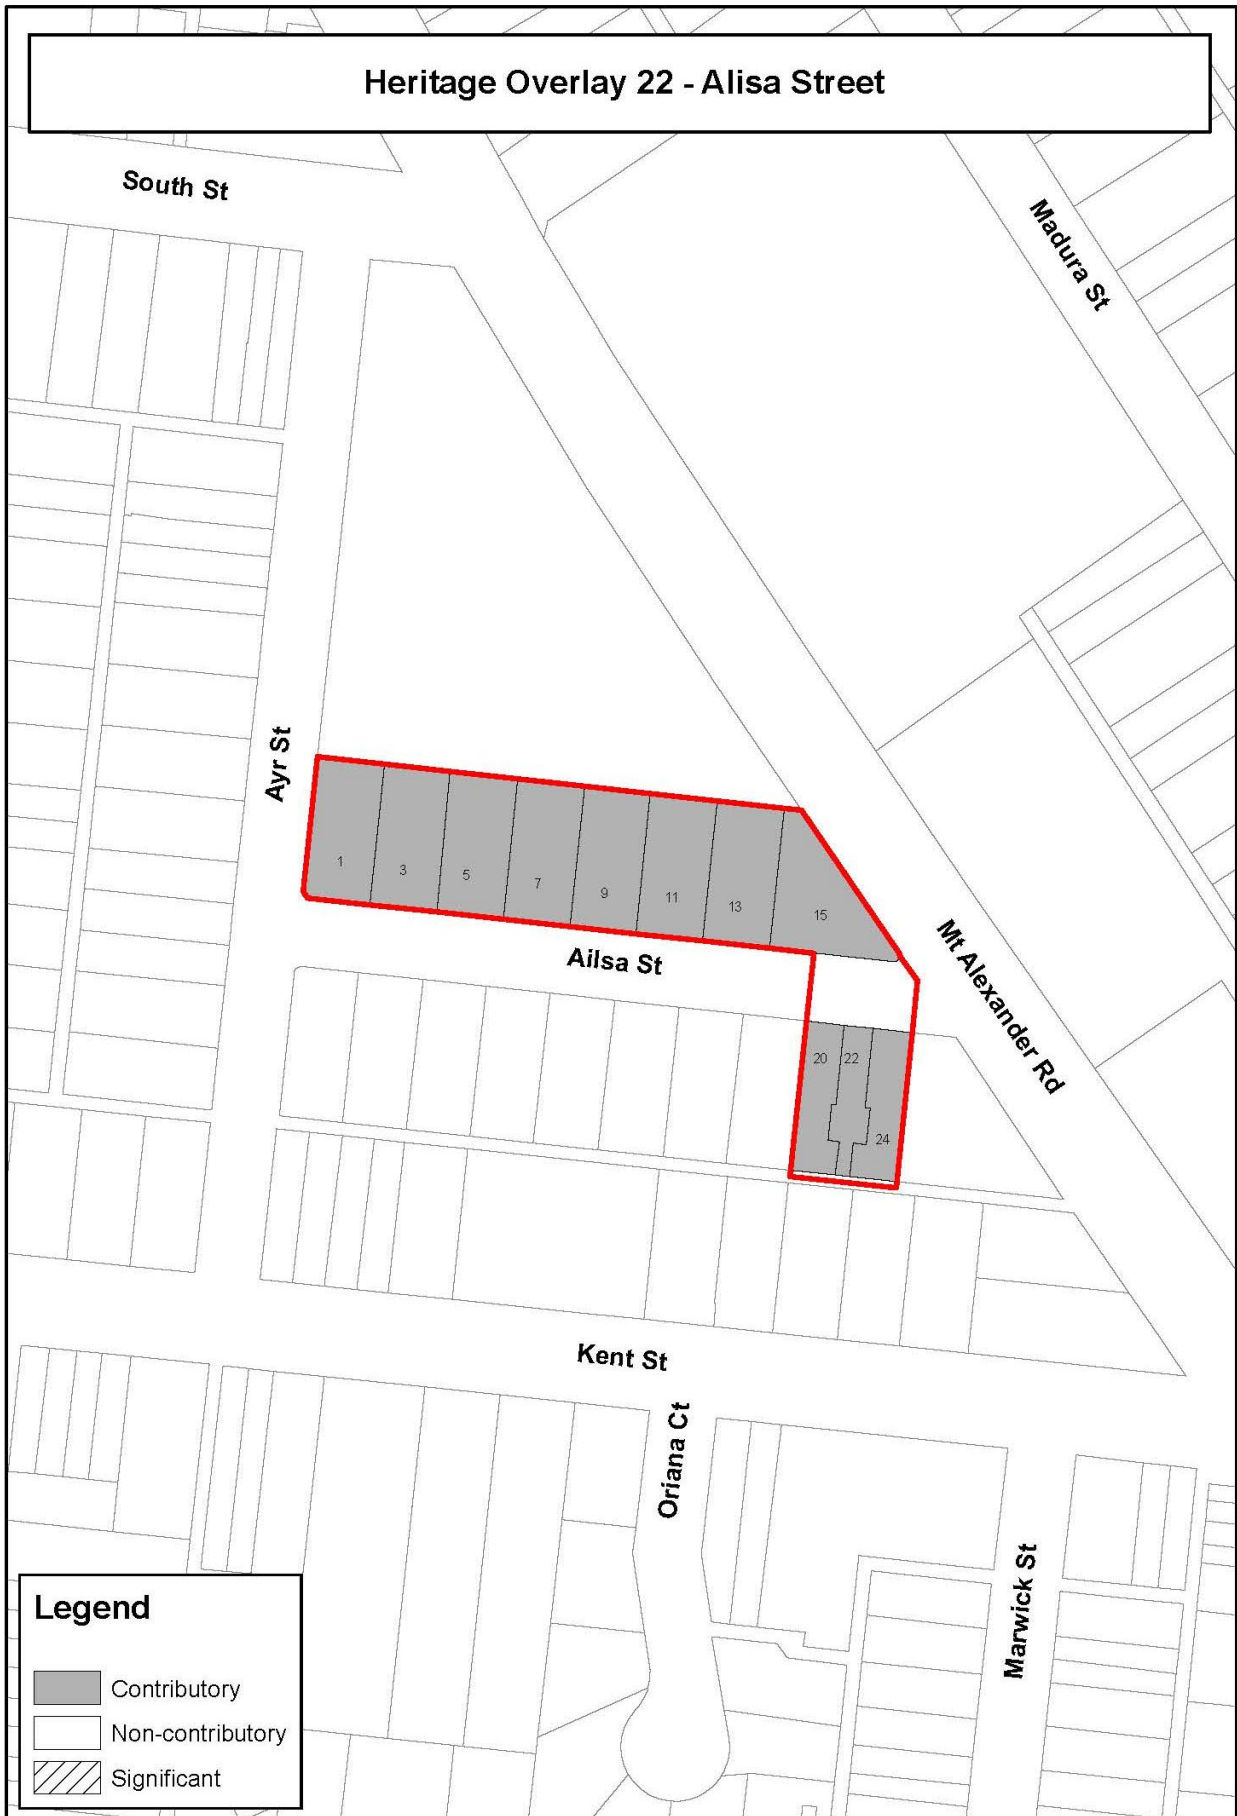 Heritage Overlay 22 - Alisa Street
South St
Madura St
Ayr St
1
3
5
7
9
11
13
15
Ailsa St
Mt Alexander Rd
20
22
24
Kent St
Oriana Ct
Marwick St
Legend
Contributory
Non-contributory
Significant